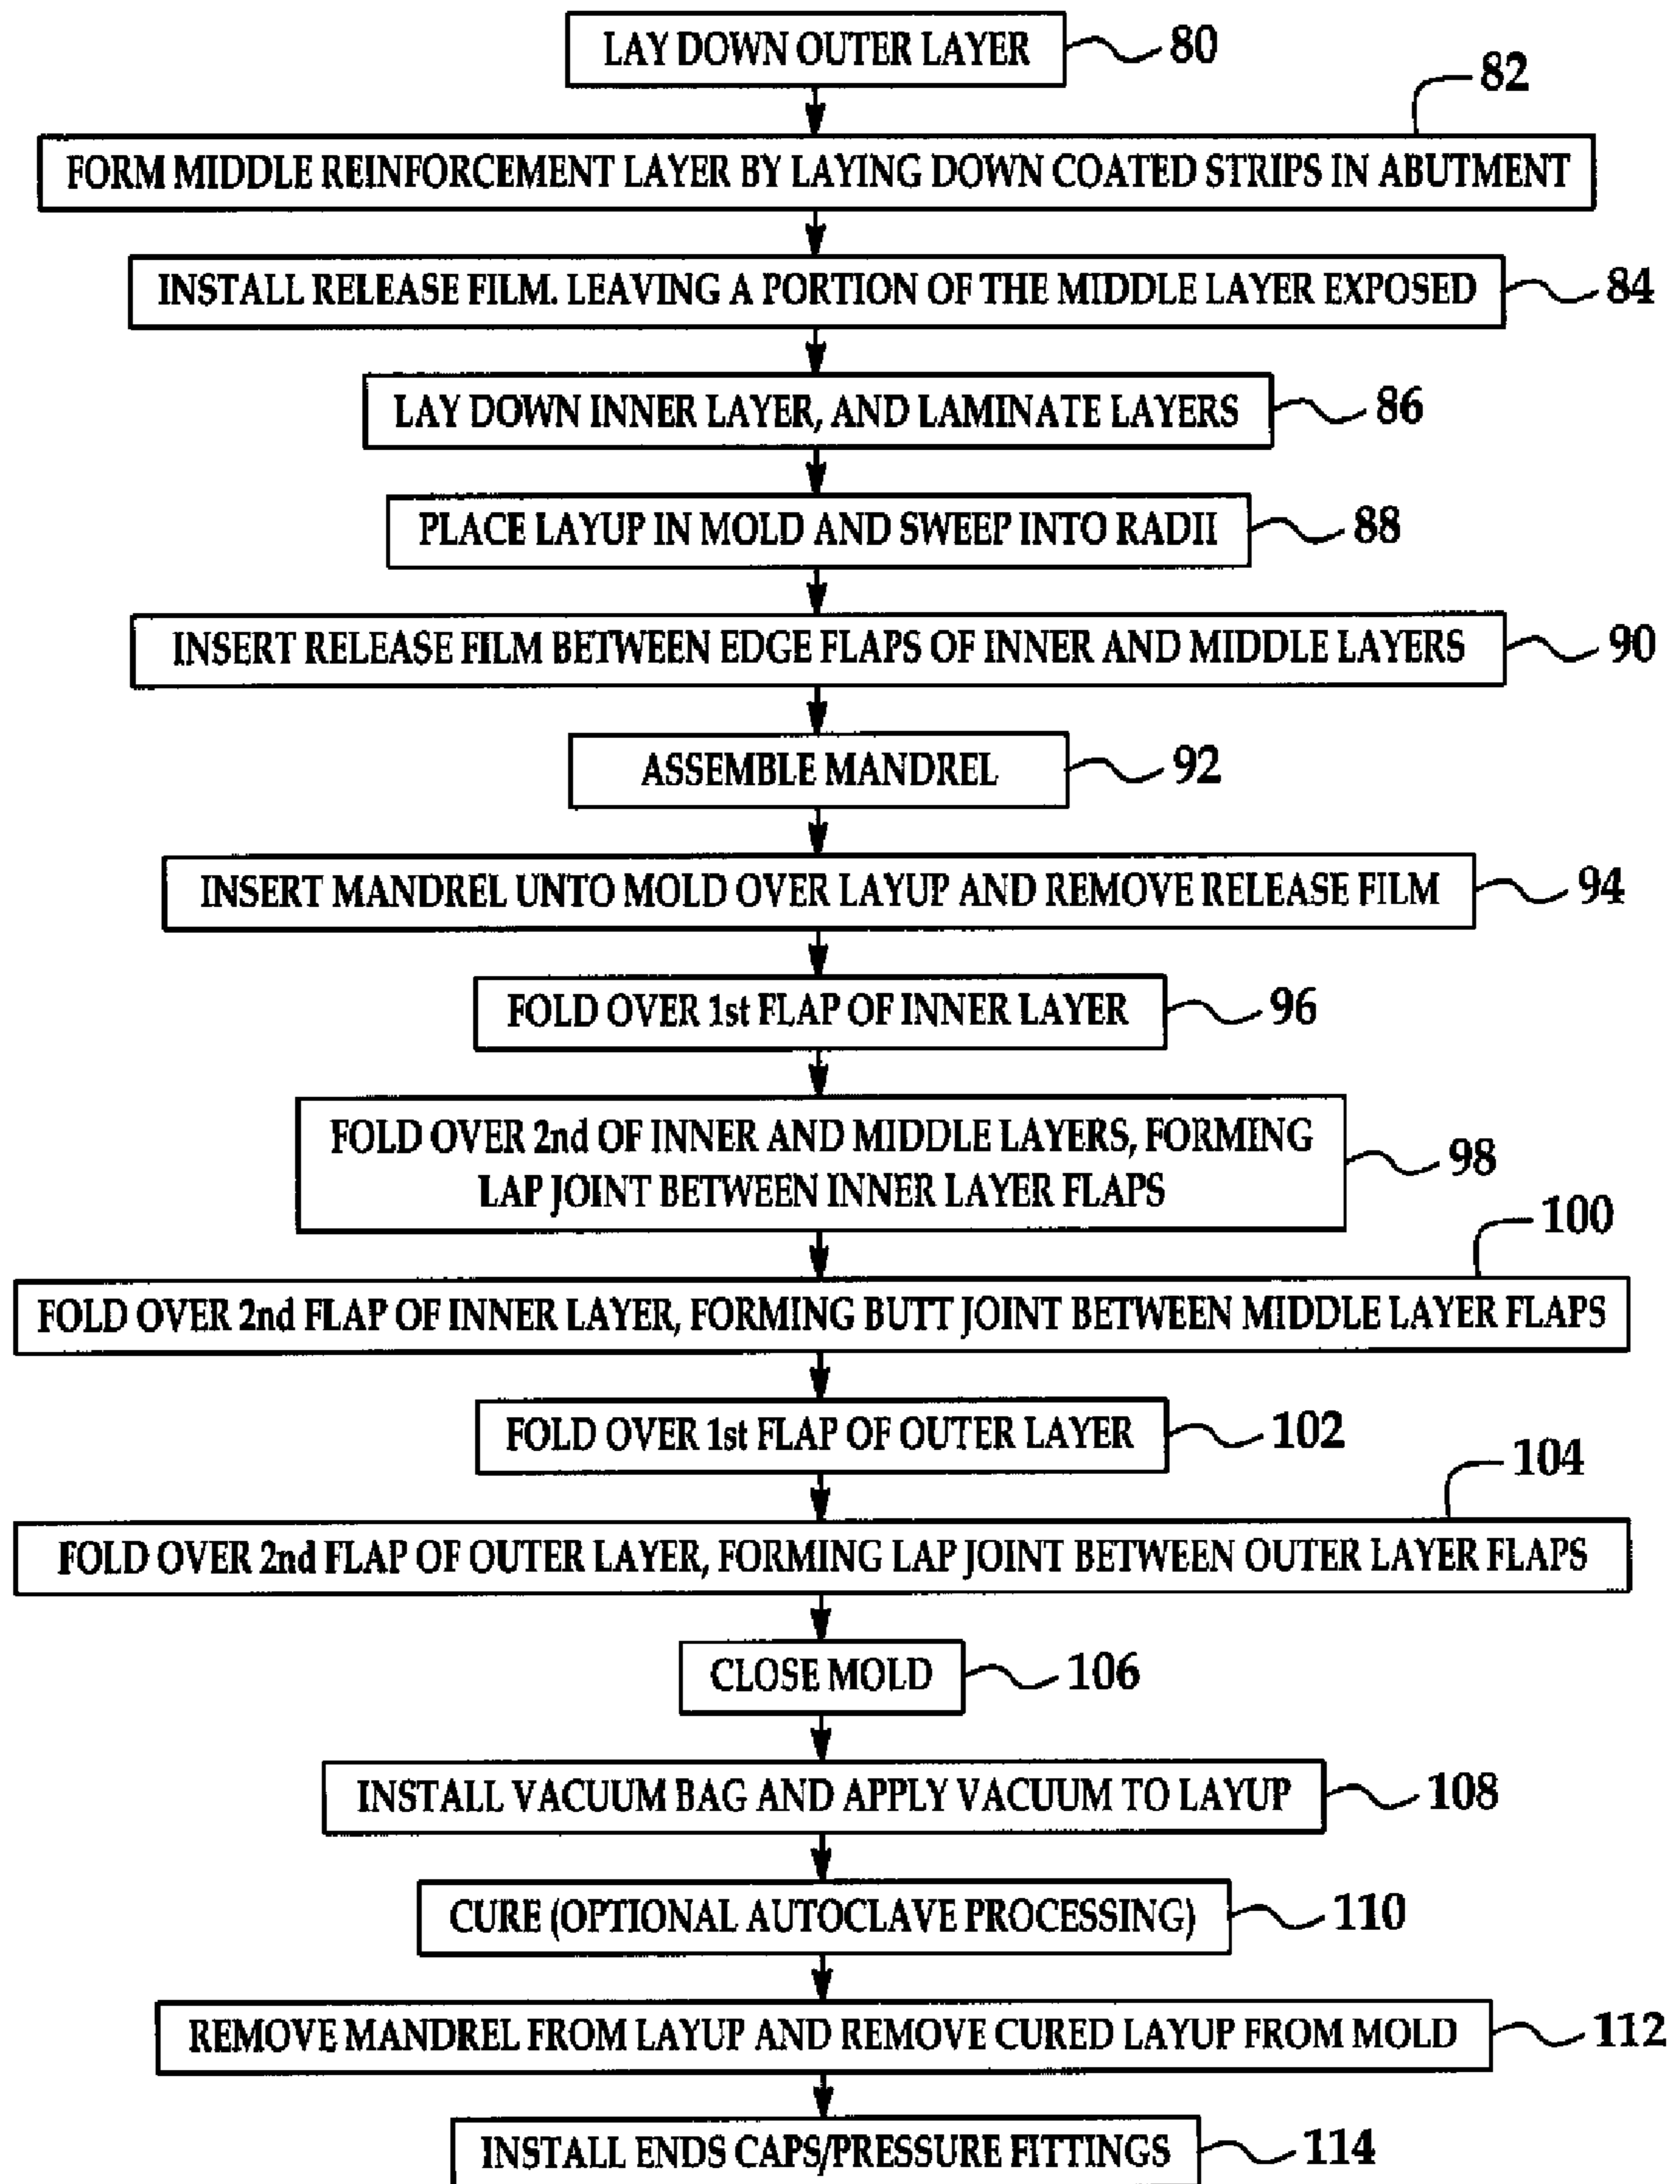 LAY DOWN OUTER LAYER
80
82
FORM MIDDLE REINFORCEMENT LAYER BY LAYING DOWN COATED STRIPS IN ABUTMENT
INSTALL RELEASE FILM. LEAVING A PORTION OF THE MIDDLE LAYER EXPOSED
84
LAY DOWN INNER LAYER, AND LAMINATE LAYERS
86
PLACE LAYUP IN MOLD AND SWEEP INTO RADII
88
INSERT RELEASE FILM BETWEEN EDGE FLAPS OF INNER AND MIDDLE LAYERS
90
ASSEMBLE MANDREL
92
INSERT MANDREL UNTO MOLD OVER LAYUP AND REMOVE RELEASE FILM
94
FOLD OVER 1st FLAP OF INNER LAYER
96
FOLD OVER 2nd OF INNER AND MIDDLE LAYERS, FORMING
LAP JOINT BETWEEN INNER LAYER FLAPS
98
100
FOLD OVER 2nd FLAP OF INNER LAYER, FORMING BUTT JOINT BETWEEN MIDDLE LAYER FLAPS
FOLD OVER 1st FLAP OF OUTER LAYER
102
104
FOLD OVER 2nd FLAP OF OUTER LAYER, FORMING LAP JOINT BETWEEN OUTER LAYER FLAPS
CLOSE MOLD
106
INSTALL VACUUM BAG AND APPLY VACUUM TO LAYUP
108
CURE (OPTIONAL AUTOCLAVE PROCESSING)
110
REMOVE MANDREL FROM LAYUP AND REMOVE CURED LAYUP FROM MOLD
112
INSTALL ENDS CAPS/PRESSURE FITTINGS
114